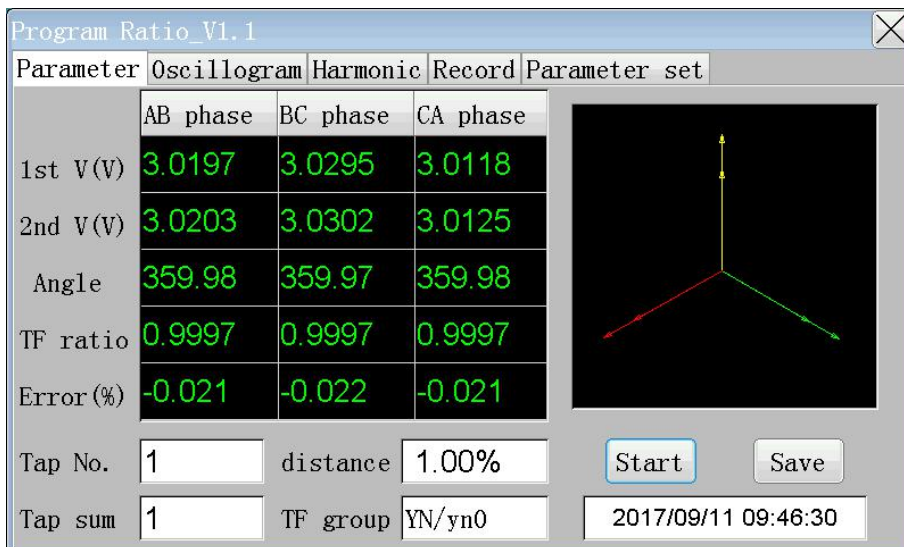 Program Ratio_V1.1
Parameter Oscillogram Harmonic Record Parameter set
AB phase BC phase CA phase
1st V(V) 3.0197 3.0295 3.0118
2nd V(V) 3.0203 3.0302 3.0125
Angle 359.98 359.97 359.98
TF ratio 0.9997 0.9997 0.9997
Error(%) -0.021 -0.022 -0.021
Tap No. 1 distance 1.00% Start Save
Tap sum 1 TF group YN/yn0 2017/09/11 09:46:30